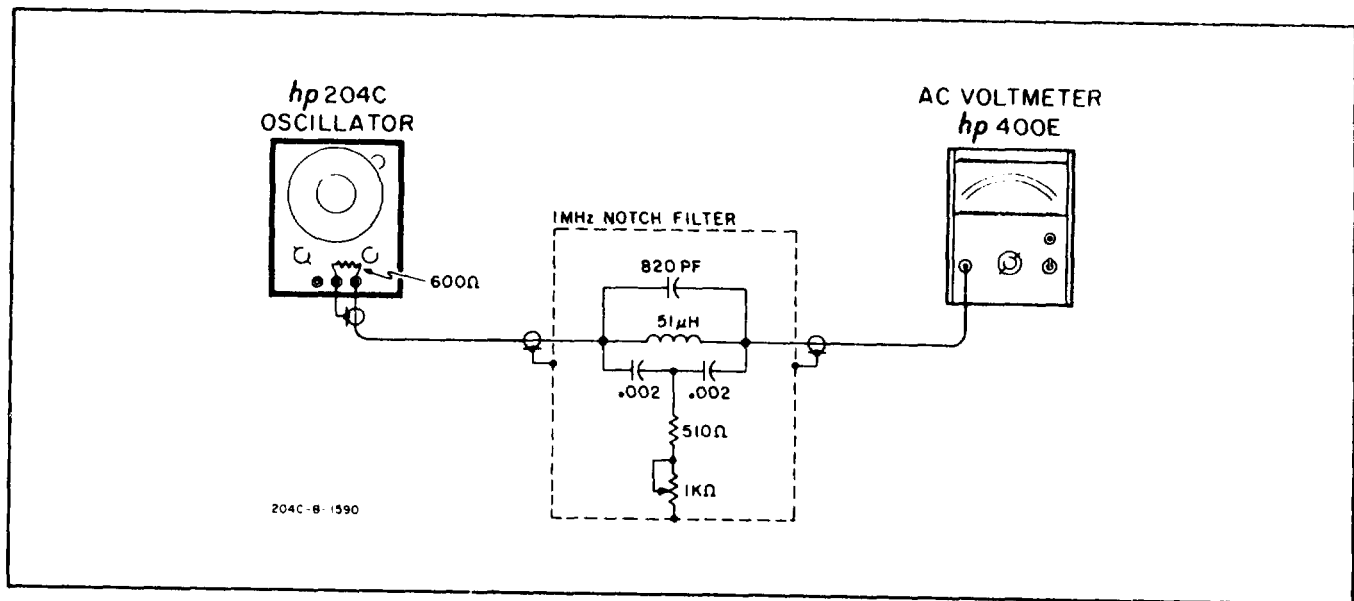 hp 204C
OSCILLATOR
AC VOLTMETER
hp 400E
1MHz NOTCH FILTER
820 PF
600Ω
51μH
.002 .002
510Ω
1KΩ
204C-B-1590